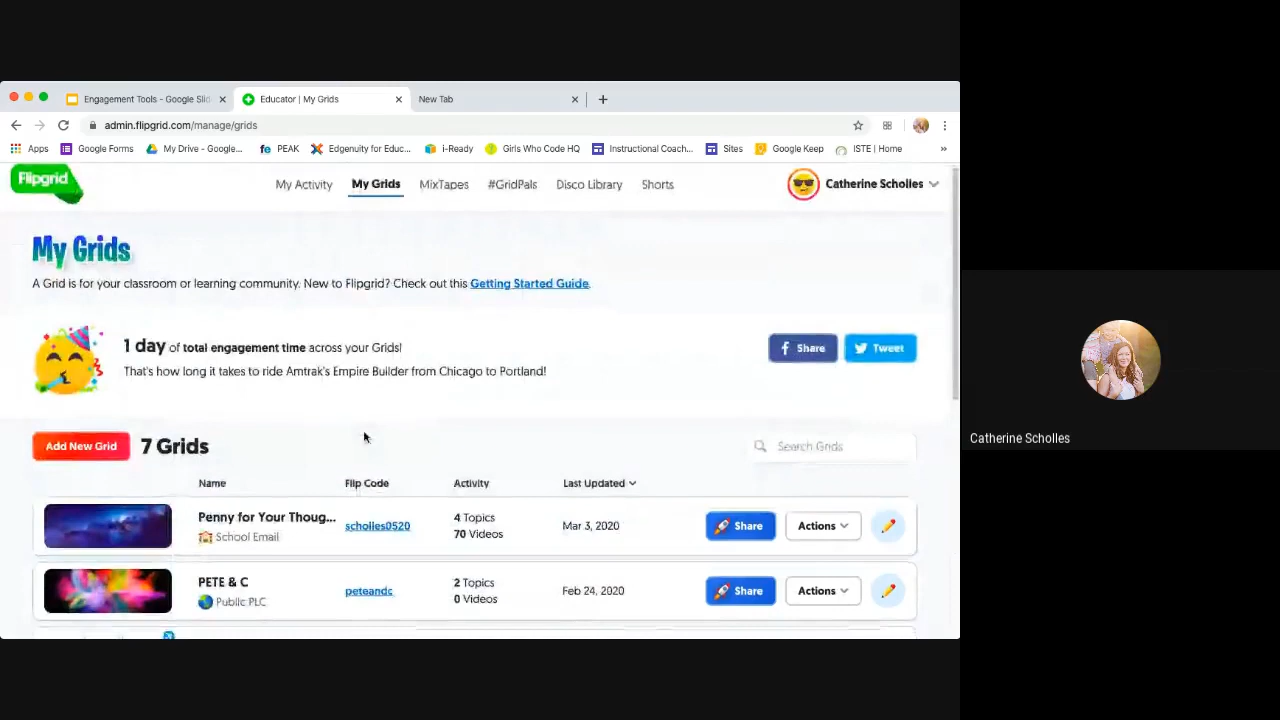 Engagement Tools - Google Slid
Educator | My Grids
New Tab
admin.flipgrid.com/manage/grids
Apps
Google Forms
My Drive - Google...
fe PEAK
Edgenuity for Educ...
i-Ready
Girls Who Code HQ
Instructional Coach...
Sites
Google Keep
ISTE | Home
»
Flipgrid
My Activity
My Grids
MixTapes
#GridPals
Disco Library
Shorts
Catherine Scholles
My Grids
A Grid is for your classroom or learning community. New to Flipgrid? Check out this Getting Started Guide.
1 day of total engagement time across your Grids!
That's how long it takes to ride Amtrak's Empire Builder from Chicago to Portland!
Share
Tweet
Add New Grid
7 Grids
Search Grids
Name
Flip Code
Activity
Last Updated
Penny for Your Thoug...
School Email
scholles0520
4 Topics
70 Videos
Mar 3, 2020
Share
Actions
PETE & C
Public PLC
peteandc
2 Topics
0 Videos
Feb 24, 2020
Share
Actions
Catherine Scholles